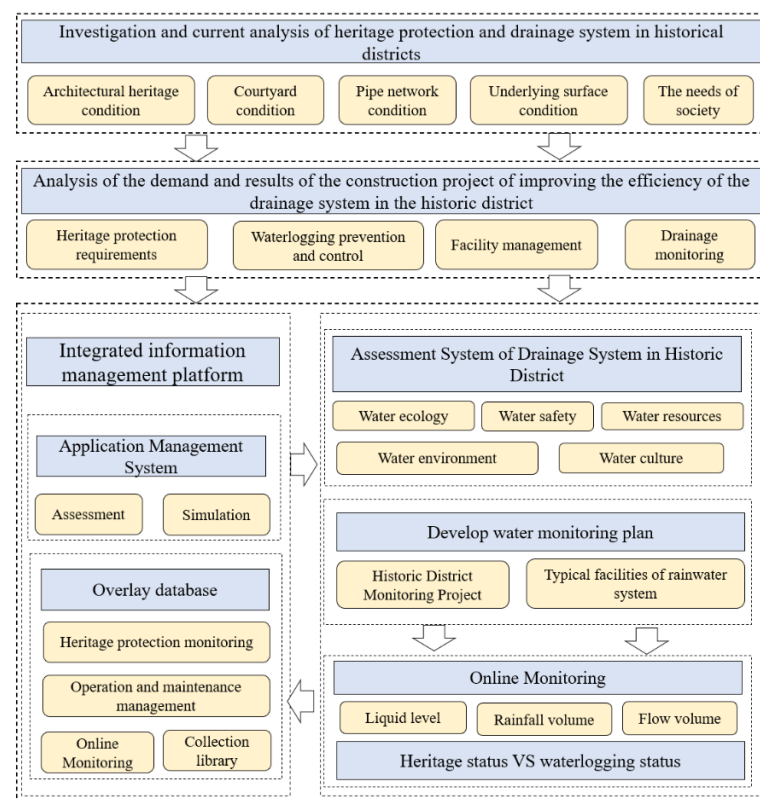 Investigation and current analysis of heritage protection and drainage system in historical
districts
Architectural heritage
condition
Courtyard
condition
Pipe network
condition
Underlying surface
condition
The needs of
society
Analysis of the demand and results of the construction project of improving the efficiency of the
drainage system in the historic district
Heritage protection
requirements
Waterlogging prevention
and control
Facility management
Drainage
monitoring
Integrated information
management platform
Application Management
System
Assessment
Simulation
Overlay database
Heritage protection monitoring
Operation and maintenance
management
Online
Monitoring
Collection
library
Assessment System of Drainage System in Historic
District
Water ecology
Water safety
Water resources
Water environment
Water culture
Develop water monitoring plan
Historic District
Monitoring Project
Typical facilities of rainwater
system
Online Monitoring
Liquid level
Rainfall volume
Flow volume
Heritage status VS waterlogging status